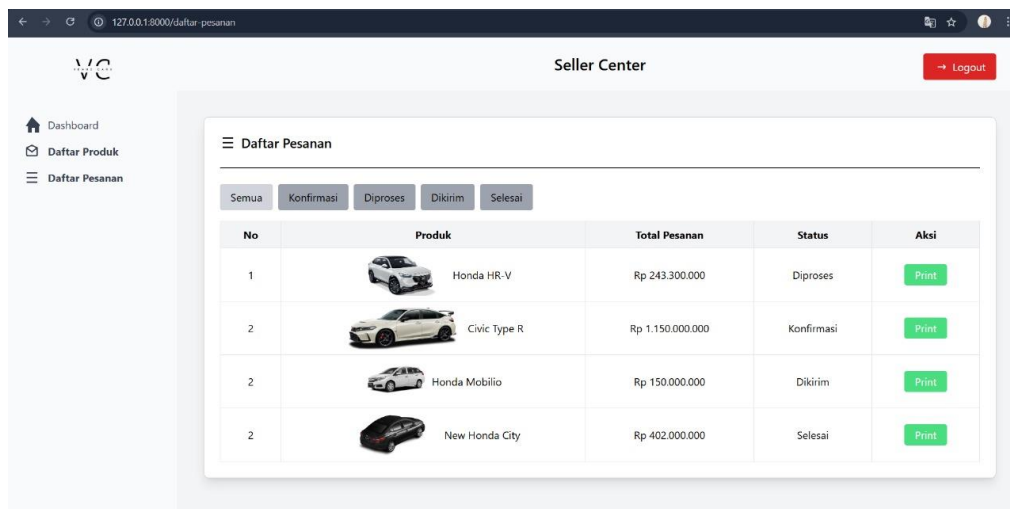 127.0.0.1:8000/daftar-pesanan
VC
Seller Center
→ Logout
Dashboard
Daftar Produk
Daftar Pesanan
Daftar Pesanan
Semua Konfirmasi Diproses Dikirim Selesai
No Produk Total Pesanan Status Aksi
1 Honda HR-V Rp 243.300.000 Diproses Print
2 Civic Type R Rp 1.150.000.000 Konfirmasi Print
2 Honda Mobilio Rp 150.000.000 Dikirim Print
2 New Honda City Rp 402.000.000 Selesai Print